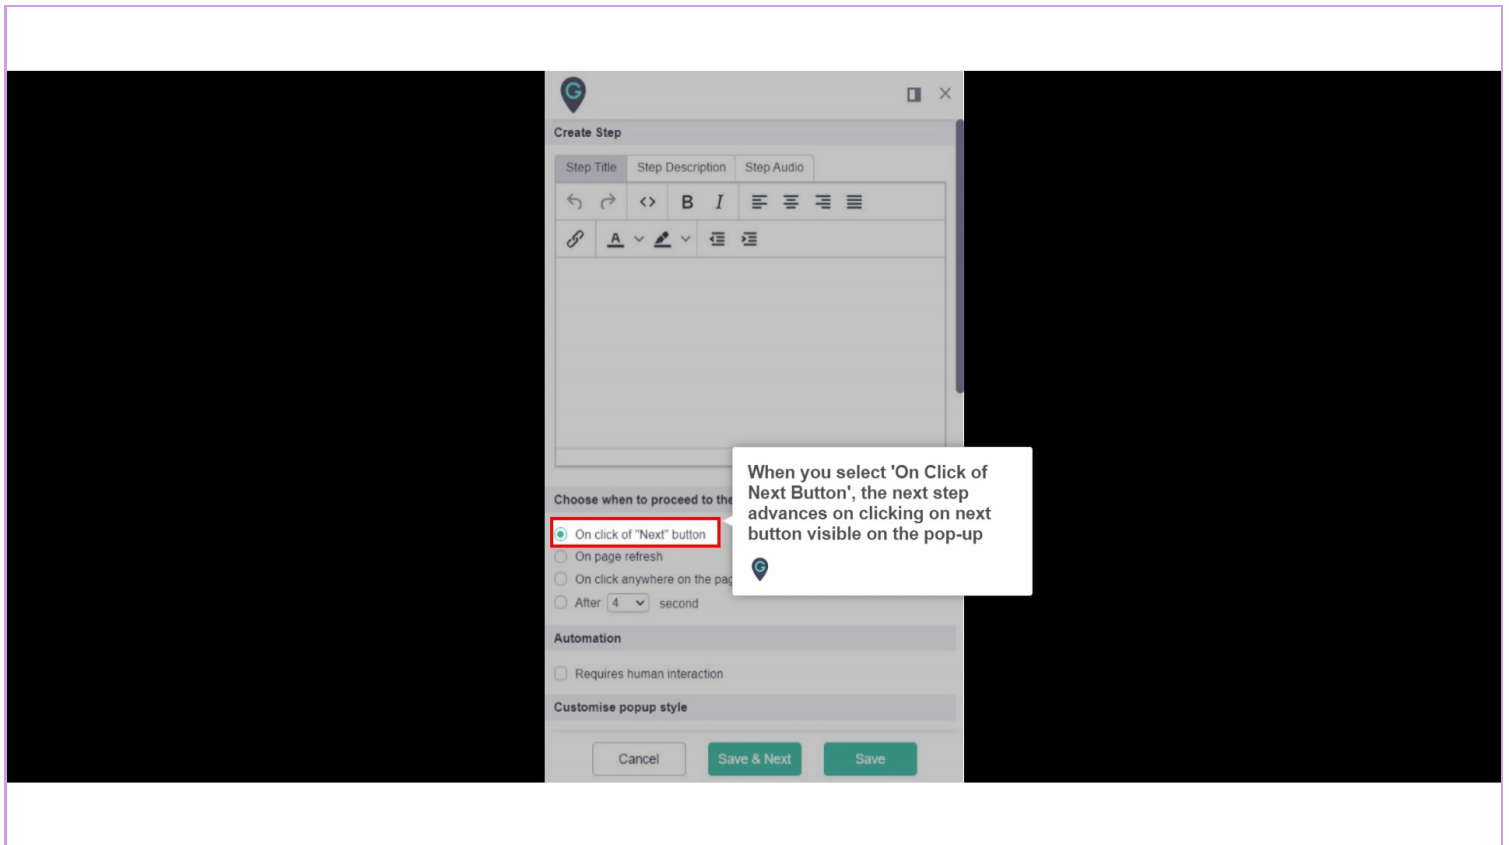 G
Create Step
Step Title Step Description Step Audio
<> B I
A
Choose when to proceed to the
When you select 'On Click of
Next Button', the next step
advances on clicking on next
button visible on the pop-up
G
On click of "Next" button
On page refresh
On click anywhere on the pag
After 4 second
Automation
Requires human interaction
Customise popup style
Cancel Save & Next Save